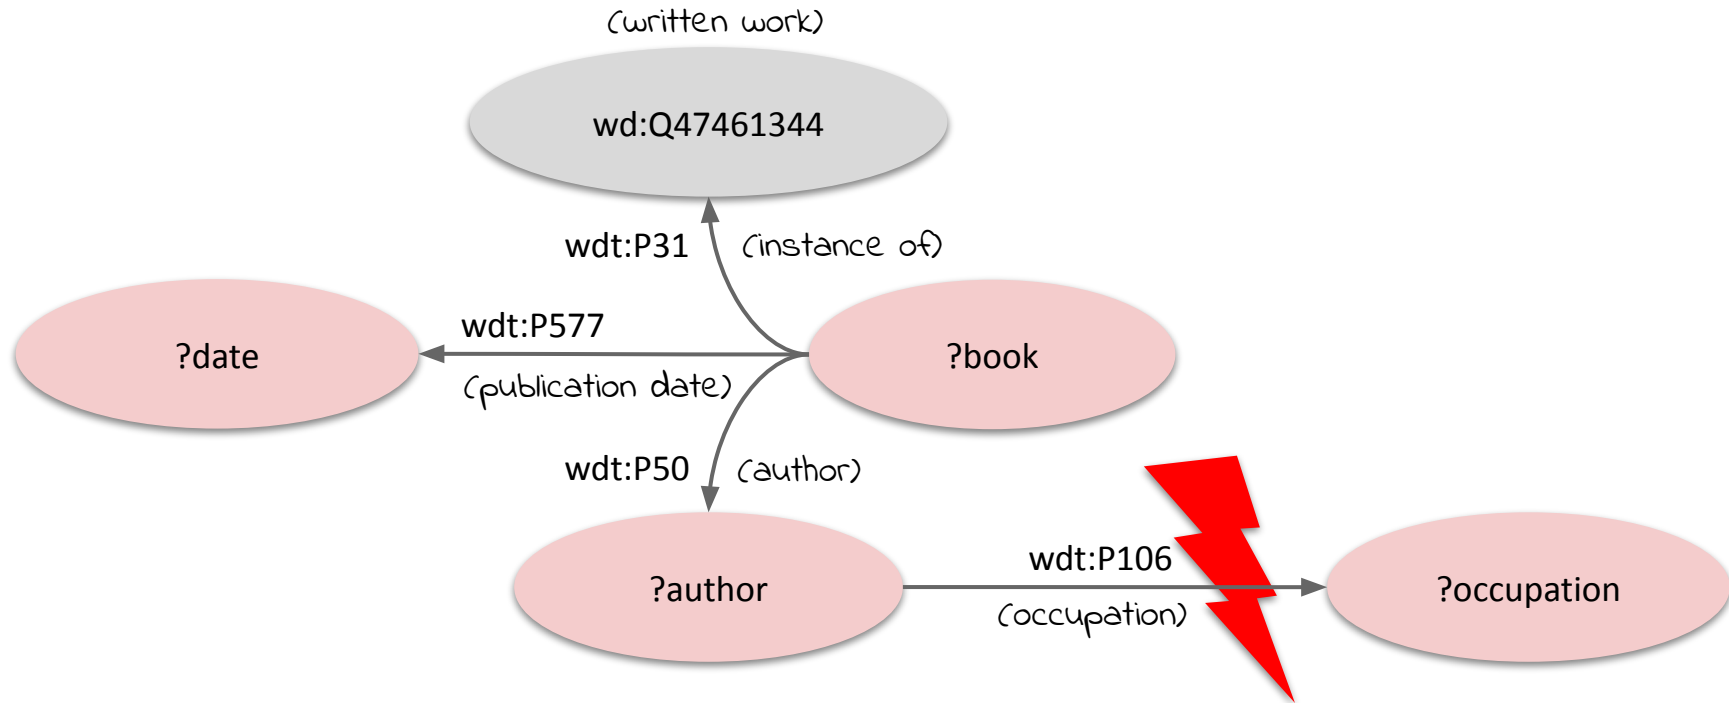 (written work)
wd:Q47461344
wdt:P31 (instance of)
wdt:P577
?date
?book
(publication date)
wdt:P50 (author)
wdt:P106
?author
?occupation
(occupation)